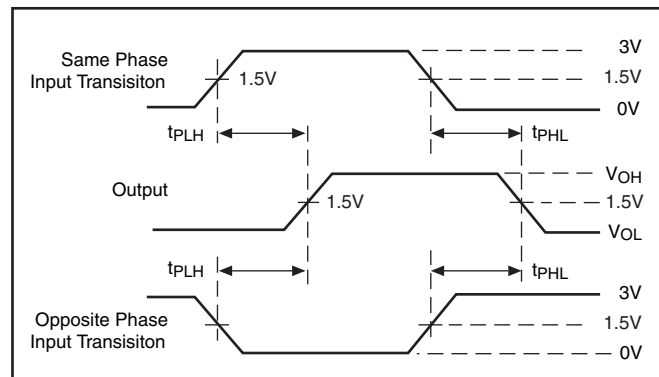 Same Phase
Input Transisiton
1.5V
3V
1.5V
0V
tPLH
tPHL
Output
1.5V
VOH
1.5V
VOL
tPLH
tPHL
Opposite Phase
Input Transisiton
3V
1.5V
0V